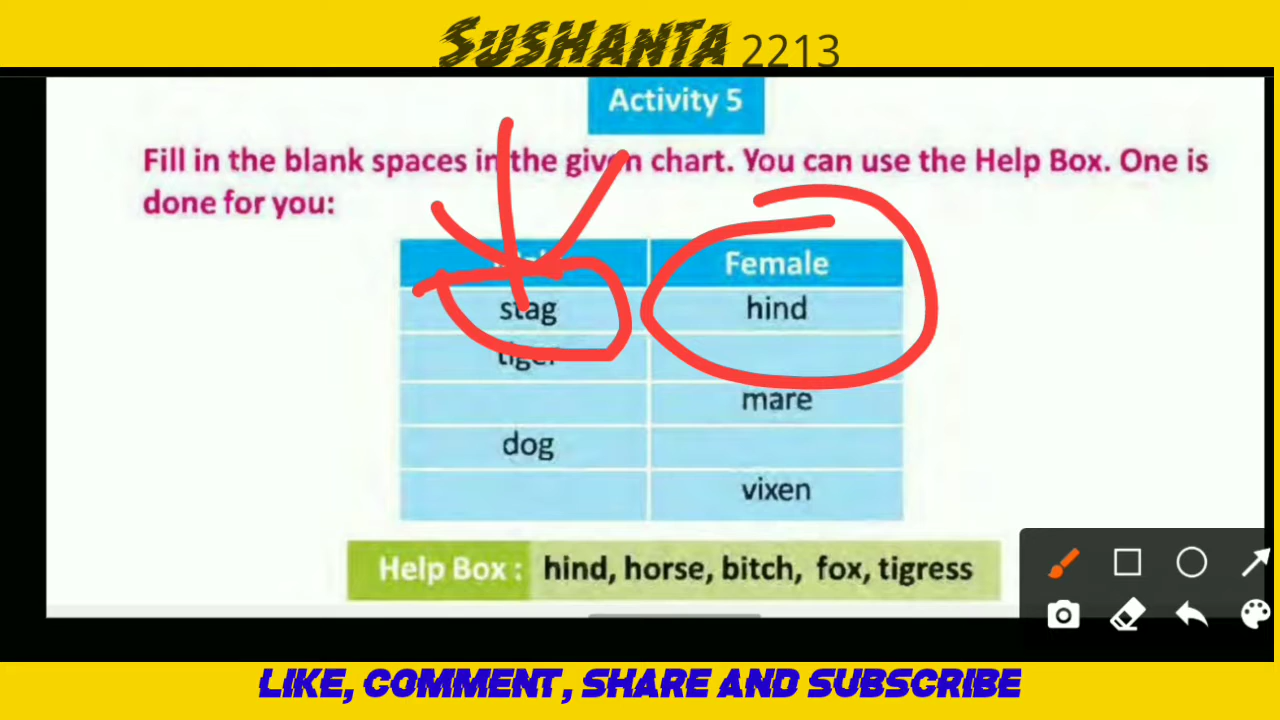 SUSHANTA 2213
Activity 5
Fill in the blank spaces in the given chart. You can use the Help Box. One is
done for you:
Female
stag hind
tiger
mare
dog
vixen
Help Box : hind, horse, bitch, fox, tigress
LIKE, COMMENT, SHARE AND SUBSCRIBE